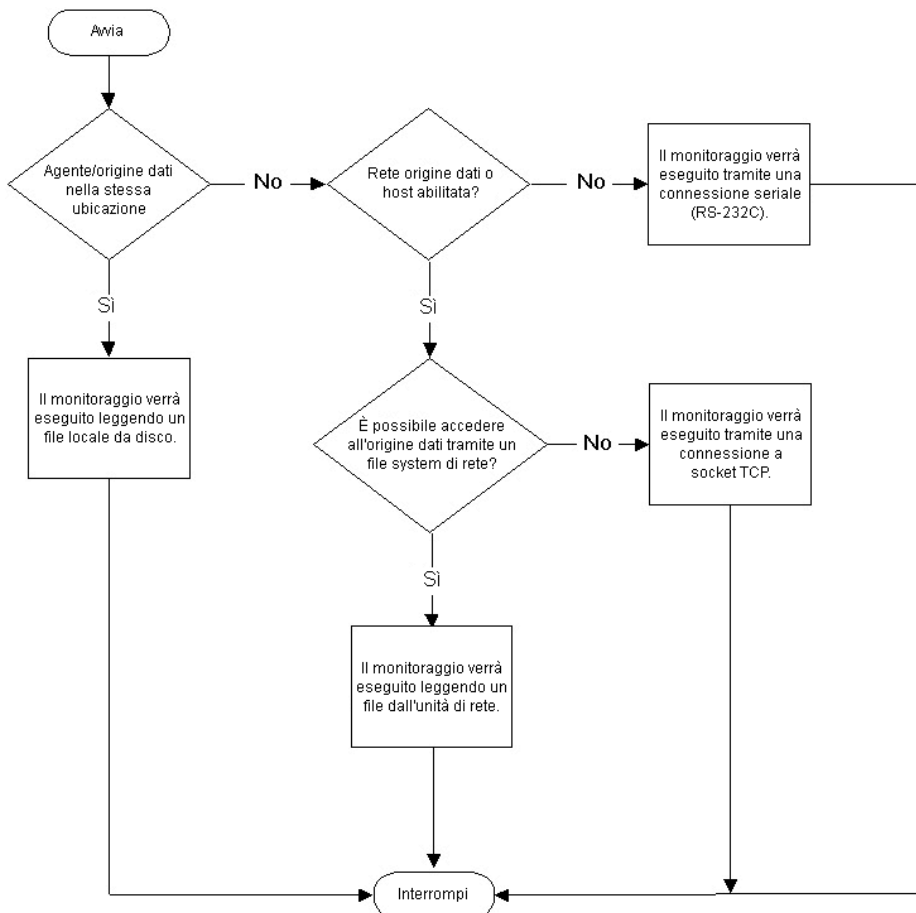 Avvia
Agente/origine dati
nella stessa
ubicazione
No
Rete origine dati o
host abilitata?
No
Il monitoraggio verrà
eseguito tramite una
connessione seriale
(RS-232C).
Sì
Sì
Il monitoraggio verrà
eseguito leggendo un
file locale da disco.
È possibile accedere
all'origine dati tramite un
file system di rete?
No
Il monitoraggio verrà
eseguito tramite una
connessione a
socket TCP.
Sì
Il monitoraggio verrà
eseguito leggendo un
file dall'unità di rete.
Interrompi